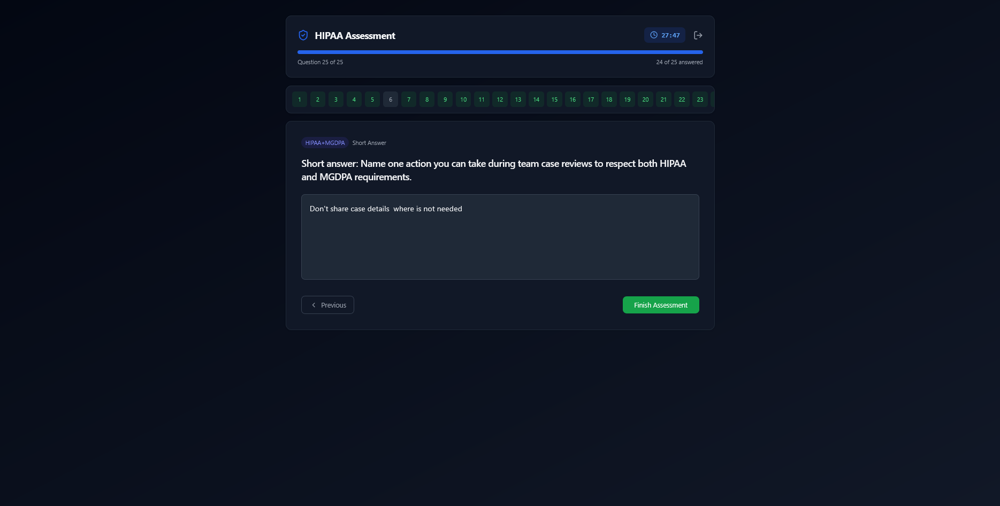 HIPAA Assessment
27:47
Question 25 of 25
24 of 25 answered
1 2 3 4 5 6 7 8 9 10 11 12 13 14 15 16 17 18 19 20 21 22 23
HIPAA+MGDPA Short Answer
Short answer: Name one action you can take during team case reviews to respect both HIPAA
and MGDPA requirements.
Don't share case details  where is not needed
Previous
Finish Assessment